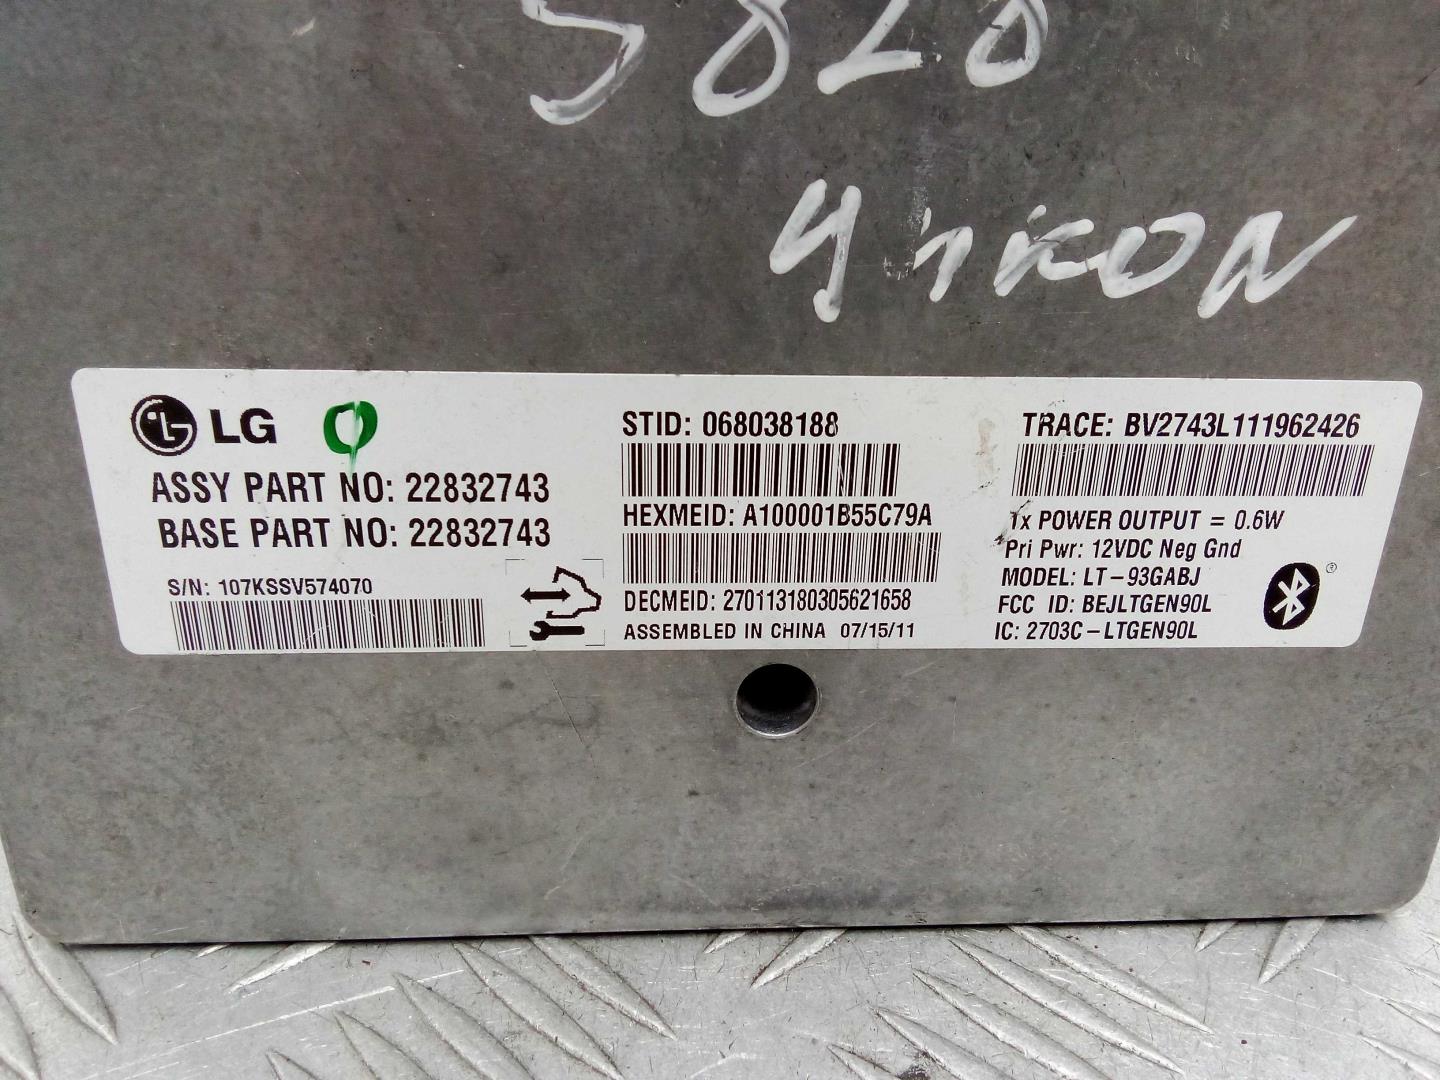 5820
Yukon
LG
ASSY PART NO: 22832743
BASE PART NO: 22832743
S/N: 107KSSV574070
STID: 068038188
HEXMEID: A100001B55C79A
DECMEID: 270113180305621658
ASSEMBLED IN CHINA 07/15/11
TRACE: BV2743L111962426
Tx POWER OUTPUT = 0.6W
Pri Pwr: 12VDC Neg Gnd
MODEL: LT-93GABJ
FCC ID: BEJLTGEN90L
IC: 2703C-LTGEN90L